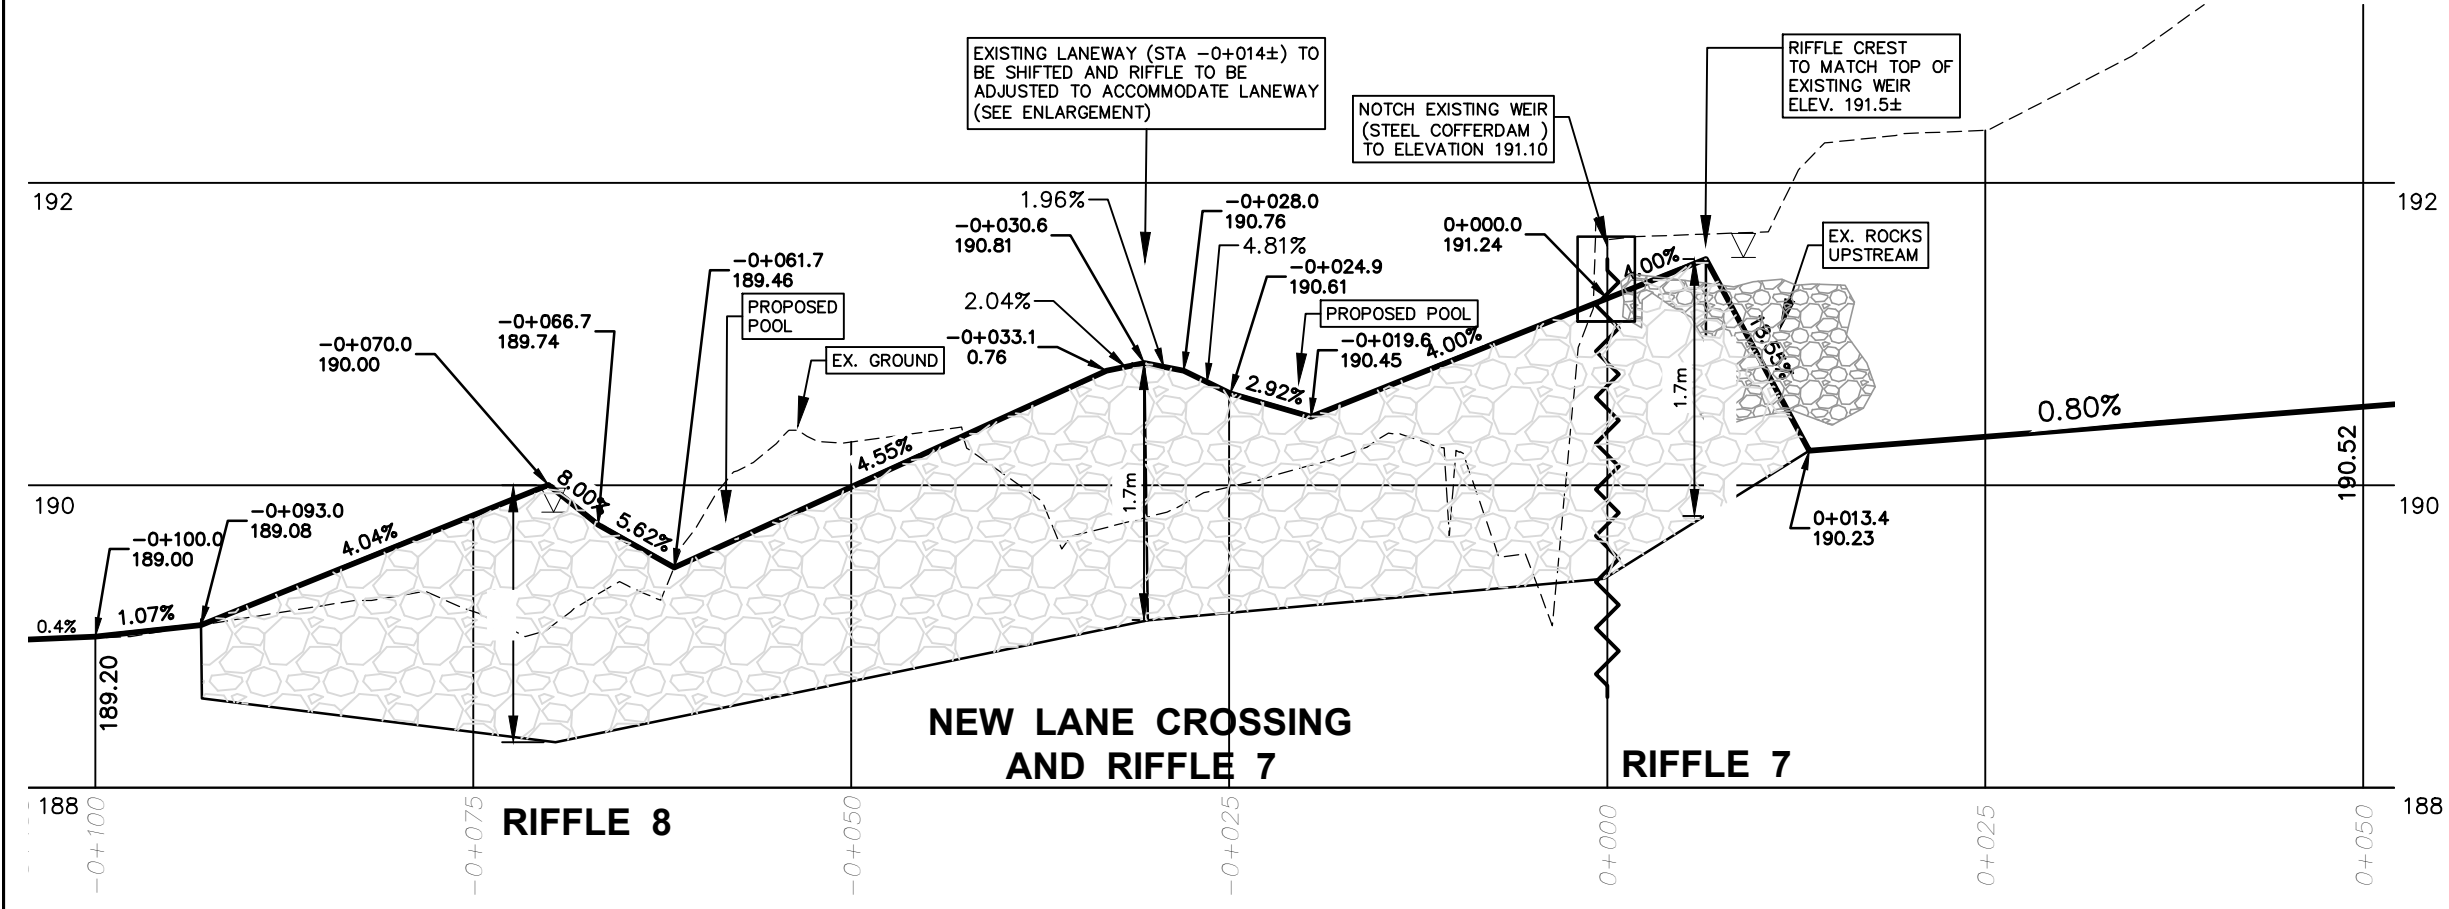 EXISTING LANEWAY (STA -0+014±) TO
BE SHIFTED AND RIFFLE TO BE
ADJUSTED TO ACCOMMODATE LANEWAY
(SEE ENLARGEMENT)
NOTCH EXISTING WEIR
(STEEL COFFERDAM )
TO ELEVATION 191.10
RIFFLE CREST
TO MATCH TOP OF
EXISTING WEIR
ELEV. 191.5±
192
192
1.96%
-0+030.6
190.81
-0+028.0
190.76
4.81%
0+000.0
191.24
4.00%
EX. ROCKS
UPSTREAM
-0+061.7
189.46
PROPOSED
POOL
2.04%
-0+024.9
190.61
PROPOSED POOL
-0+070.0
190.00
-0+066.7
189.74
EX. GROUND
-0+033.1
0.76
-0+019.6
190.45
4.00%
13.55%
2.92%
1.7m
0.80%
190
8.00%
5.62%
4.55%
1.7m
190.52
190
-0+100.0
189.00
-0+093.0
189.08
4.04%
0+013.4
190.23
0.4%
1.07%
189.20
NEW LANE CROSSING
AND RIFFLE 7
RIFFLE 7
188
188
RIFFLE 8
-0+100
-0+075
-0+050
-0+025
0+000
0+025
0+050